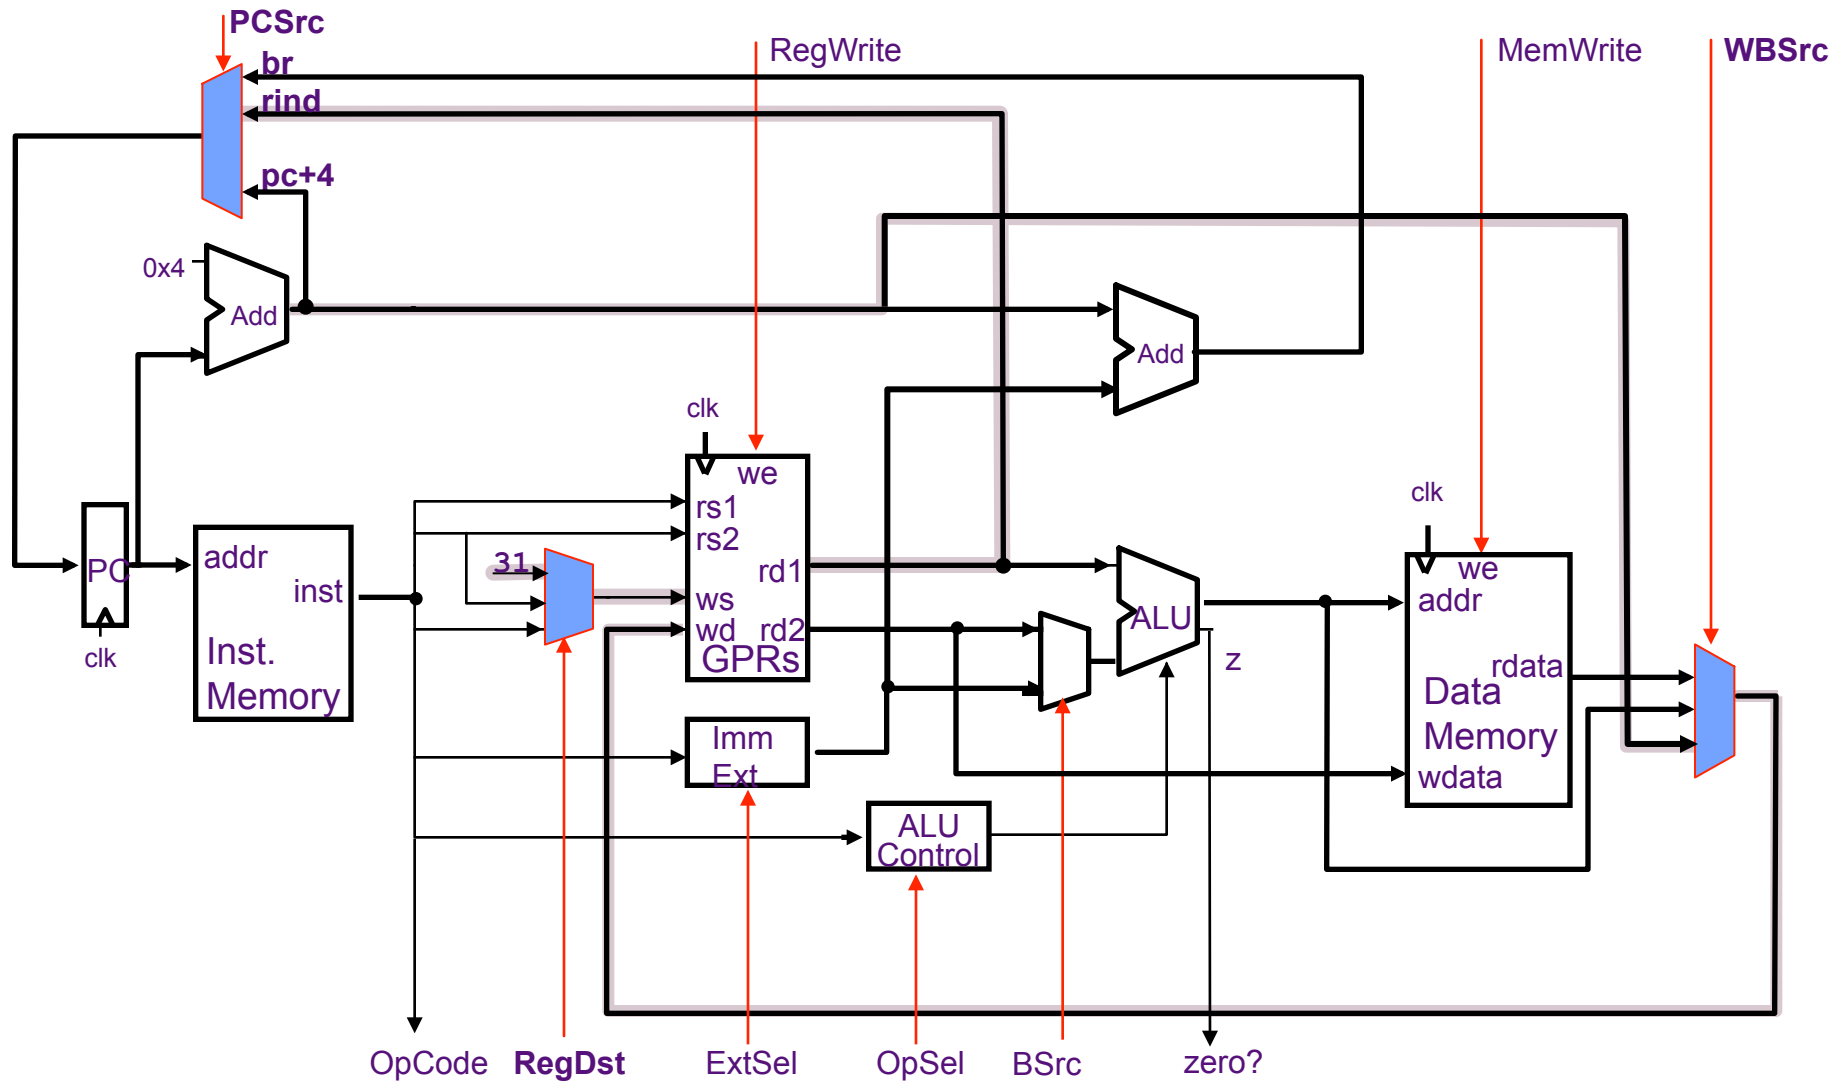 PCSrc
br
RegWrite
MemWrite
WBSrc
rind
pc+4
0x4
Add
Add
clk
we
rs1
rs2
31
rd1
ws
wd
rd2
GPRs
PC
clk
addr
inst
Inst.
Memory
ALU
z
clk
we
addr
rdata
Data
Memory
wdata
Imm
Ext
ALU
Control
OpCode
RegDst
ExtSel
OpSel
BSrc
zero?